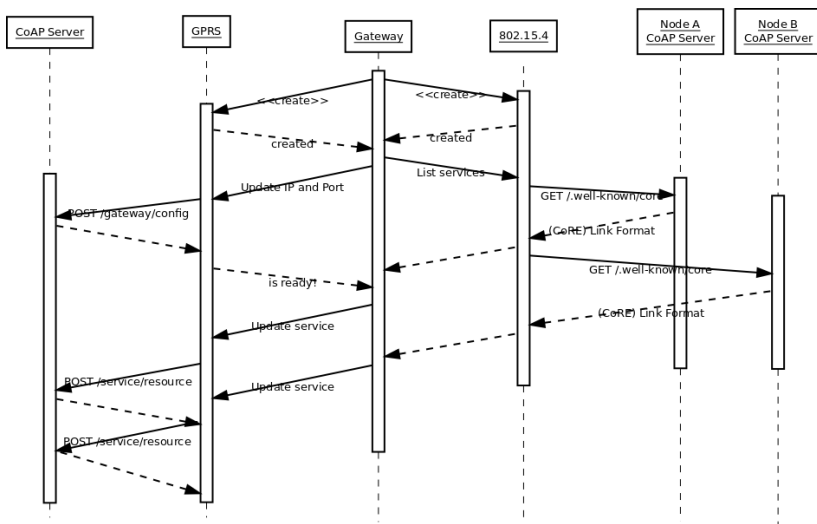 CoAP Server
GPRS
Gateway
802.15.4
Node A
CoAP Server
Node B
CoAP Server
<<create>>
<<create>>
created
created
List services
Update IP and Port
GET /.well-known/core
POST /gateway/config
(CoRE) Link Format
GET /.well-known/core
is ready!
(CoRE) Link Format
Update service
POST /service/resource
Update service
POST /service/resource